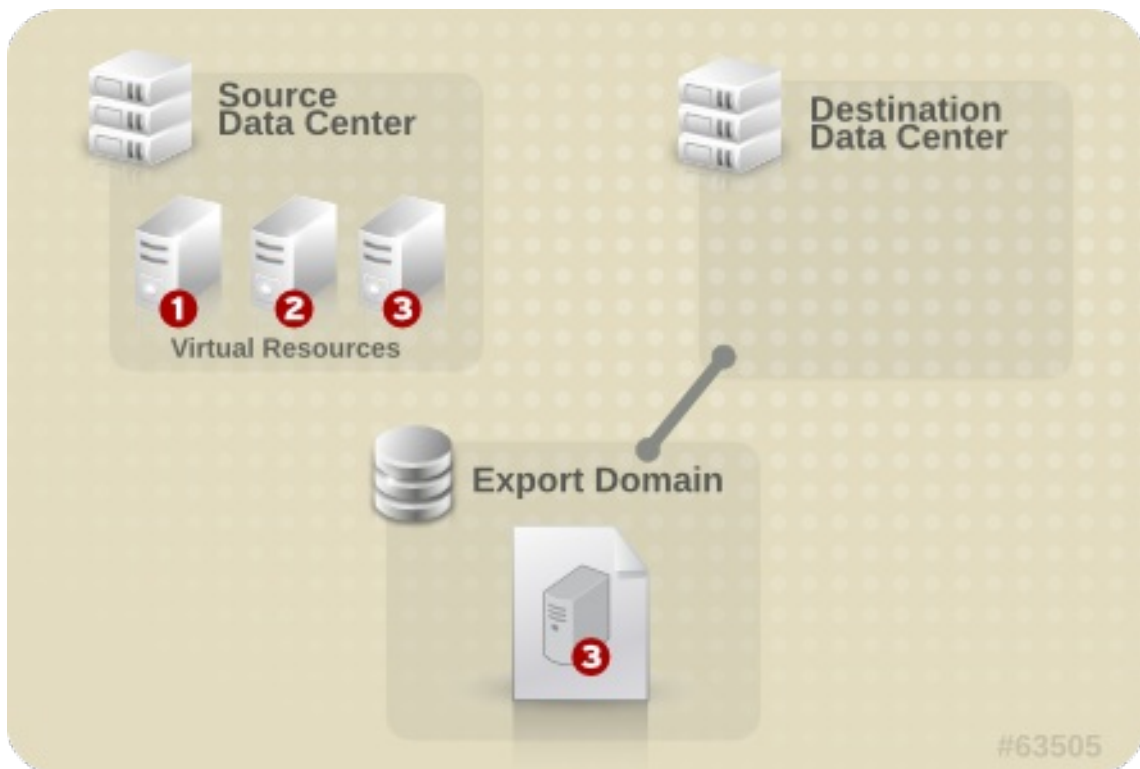 Source
Data Center
Destination
Data Center
1
2
3
Virtual Resources
Export Domain
3
#63505